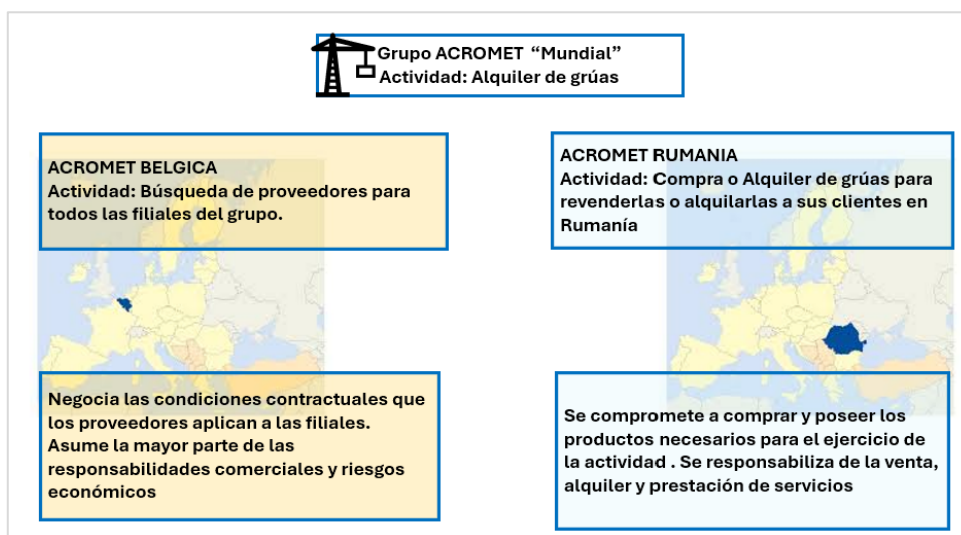 Grupo ACROMET “Mundial”
Actividad: Alquiler de grúas
ACROMET BELGICA
Actividad: Búsqueda de proveedores para
todos las filiales del grupo.
ACROMET RUMANIA
Actividad: Compra o Alquiler de grúas para
revenderlas o alquilarlas a sus clientes en
Rumanía
Negocia las condiciones contractuales que
los proveedores aplican a las filiales.
Asume la mayor parte de las
responsabilidades comerciales y riesgos
económicos
Se compromete a comprar y poseer los
productos necesarios para el ejercicio de
la actividad . Se responsabiliza de la venta,
alquiler y prestación de servicios